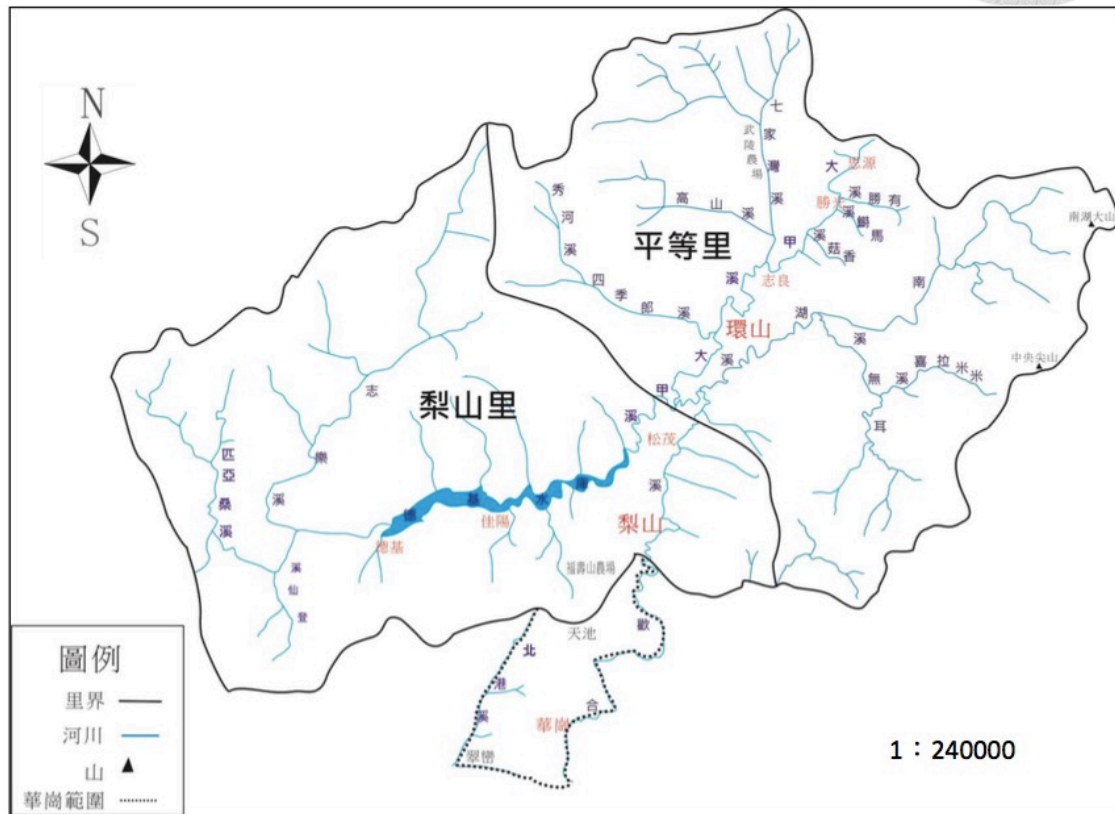 N
S
七家灣溪
武陵農場
大甲溪
思源
有勝溪
勝光
馬鋤溪
香菇溪
南湖大山
秀河溪
高山溪
平等里
志良
四季郎溪
環山
南湖溪
無耳溪
米米拉喜溪
中央尖山
大甲溪
梨山里
志樂溪
松茂
匹亞桑溪
德基水庫
佳陽
德基
梨山
溪
福壽山農場
登仙溪
天池
歡
合
北港溪
華崗
翠巒
圖例
里界
河川
山
華崗範圍
1：240000